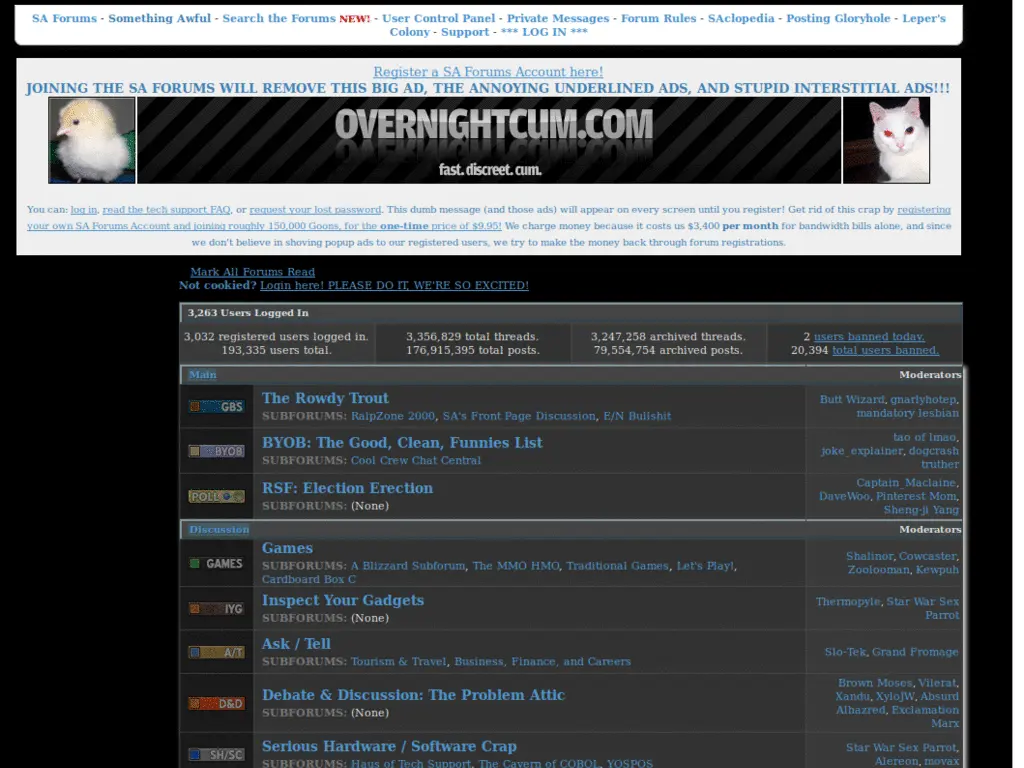 SA Forums - Something Awful - Search the Forums NEW! - User Control Panel - Private Messages - Forum Rules - SAclopedia - Posting Gloryhole - Leper's
Colony - Support - *** LOG IN ***
Register a SA Forums Account here!
JOINING THE SA FORUMS WILL REMOVE THIS BIG AD, THE ANNOYING UNDERLINED ADS, AND STUPID INTERSTITIAL ADS!!!
OVERNIGHTCUM.COM
fast. discreet. cum.
You can: log in, read the tech support FAQ, or request your lost password. This dumb message (and those ads) will appear on every screen until you register! Get rid of this crap by registering
your own SA Forums Account and joining roughly 150,000 Goons, for the one-time price of $9.95! We charge money because it costs us $3,400 per month for bandwidth bills alone, and since
we don't believe in shoving popup ads to our registered users, we try to make the money back through forum registrations.
Mark All Forums Read
Not cookied? Login here! PLEASE DO IT, WE'RE SO EXCITED!
3,263 Users Logged In
3,032 registered users logged in.
193,335 users total.
3,356,829 total threads.
176,915,395 total posts.
3,247,258 archived threads.
79,554,754 archived posts.
2 users banned today.
20,394 total users banned.
Main Moderators
GBS
The Rowdy Trout
SUBFORUMS: RalpZone 2000, SA's Front Page Discussion, E/N Bullshit
Butt Wizard, gnarlyhotep,
mandatory lesbian
BYOB
BYOB: The Good, Clean, Funnies List
SUBFORUMS: Cool Crew Chat Central
tao of lmao,
joke_explainer, dogcrash
truther
POLL
RSF: Election Erection
SUBFORUMS: (None)
Captain_Maclaine,
DaveWoo, Pinterest Mom,
Sheng-ji Yang
Discussion Moderators
GAMES
Games
SUBFORUMS: A Blizzard Subforum, The MMO HMO, Traditional Games, Let's Play!,
Cardboard Box C
Shalinor, Cowcaster,
Zoolooman, Kewpuh
IYG
Inspect Your Gadgets
SUBFORUMS: (None)
Thermopyle, Star War Sex
Parrot
A/T
Ask / Tell
SUBFORUMS: Tourism & Travel, Business, Finance, and Careers
Slo-Tek, Grand Fromage
D&D
Debate & Discussion: The Problem Attic
SUBFORUMS: (None)
Brown Moses, Vilerat,
Xandu, XyloJW, Absurd
Alhazred, Exclamation
Marx
SH/SC
Serious Hardware / Software Crap
SUBFORUMS: Haus of Tech Support, The Cavern of COBOL, YOSPOS
Star War Sex Parrot,
Alereon, movax